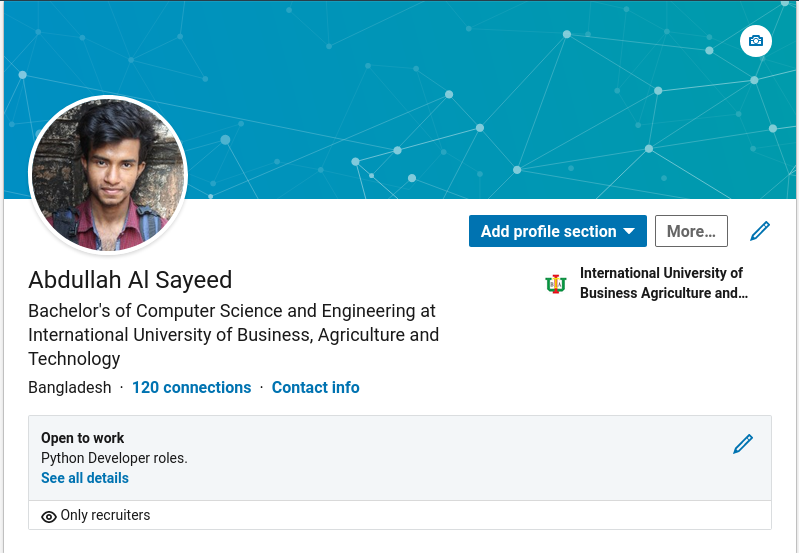 Add profile section
More...
Abdullah Al Sayeed
International University of
Business Agriculture and...
Bachelor's of Computer Science and Engineering at
International University of Business, Agriculture and
Technology
Bangladesh · 120 connections · Contact info
Open to work
Python Developer roles.
See all details
Only recruiters